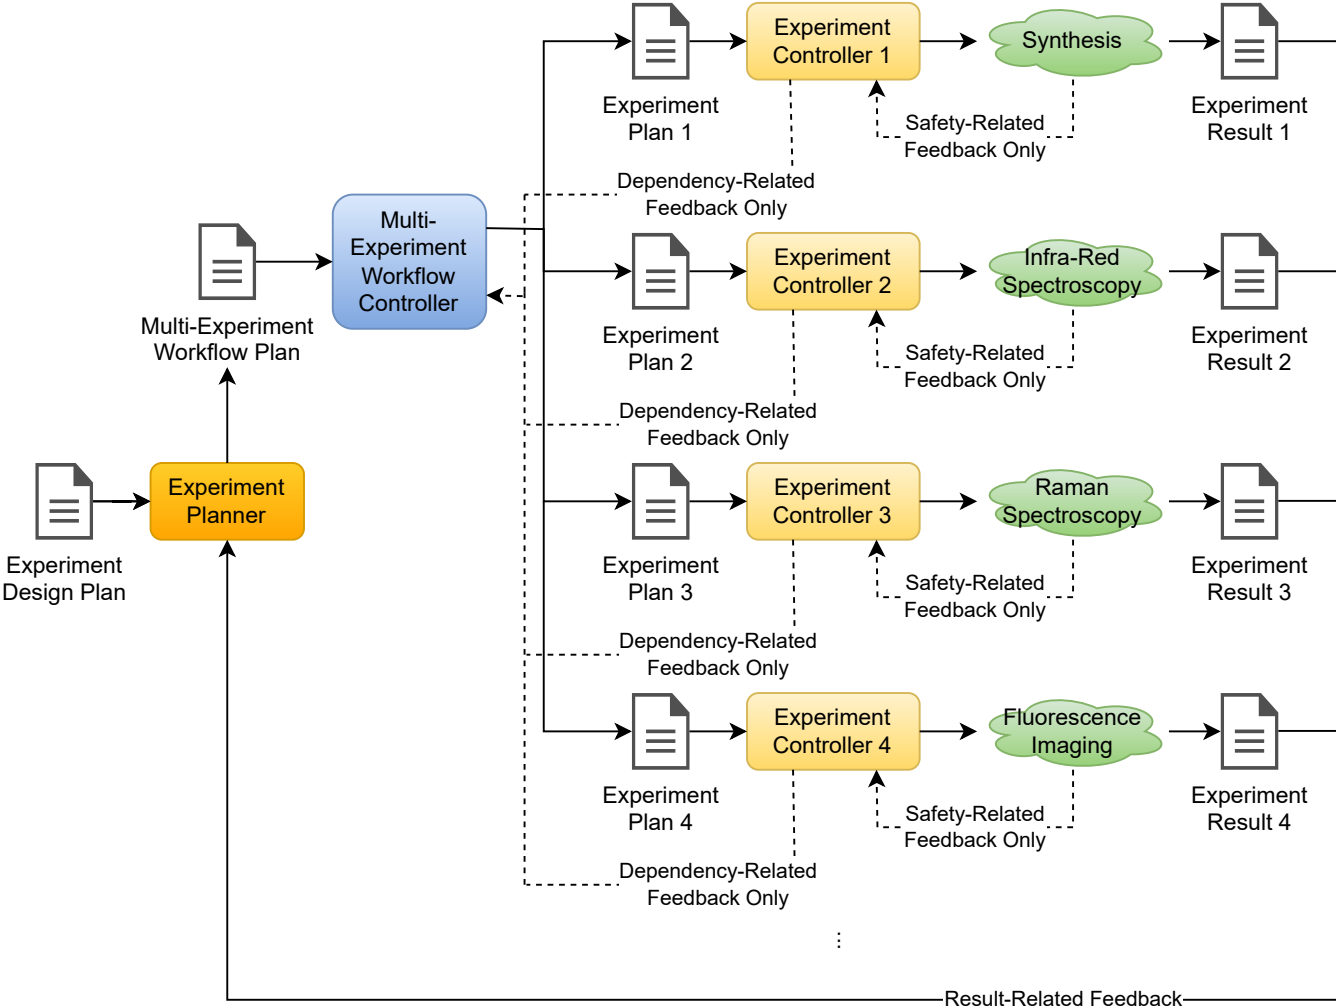 Experiment
Controller 1
Synthesis
Experiment
Plan 1
Safety-Related
Feedback Only
Experiment
Result 1
Dependency-Related
Feedback Only
Multi-
Experiment
Workflow
Controller
Multi-Experiment
Workflow Plan
Experiment
Controller 2
Infra-Red
Spectroscopy
Experiment
Plan 2
Safety-Related
Feedback Only
Experiment
Result 2
Dependency-Related
Feedback Only
Experiment
Planner
Experiment
Design Plan
Experiment
Controller 3
Raman
Spectroscopy
Experiment
Plan 3
Safety-Related
Feedback Only
Experiment
Result 3
Dependency-Related
Feedback Only
Experiment
Controller 4
Fluorescence
Imaging
Experiment
Plan 4
Safety-Related
Feedback Only
Experiment
Result 4
Dependency-Related
Feedback Only
⋮
Result-Related Feedback